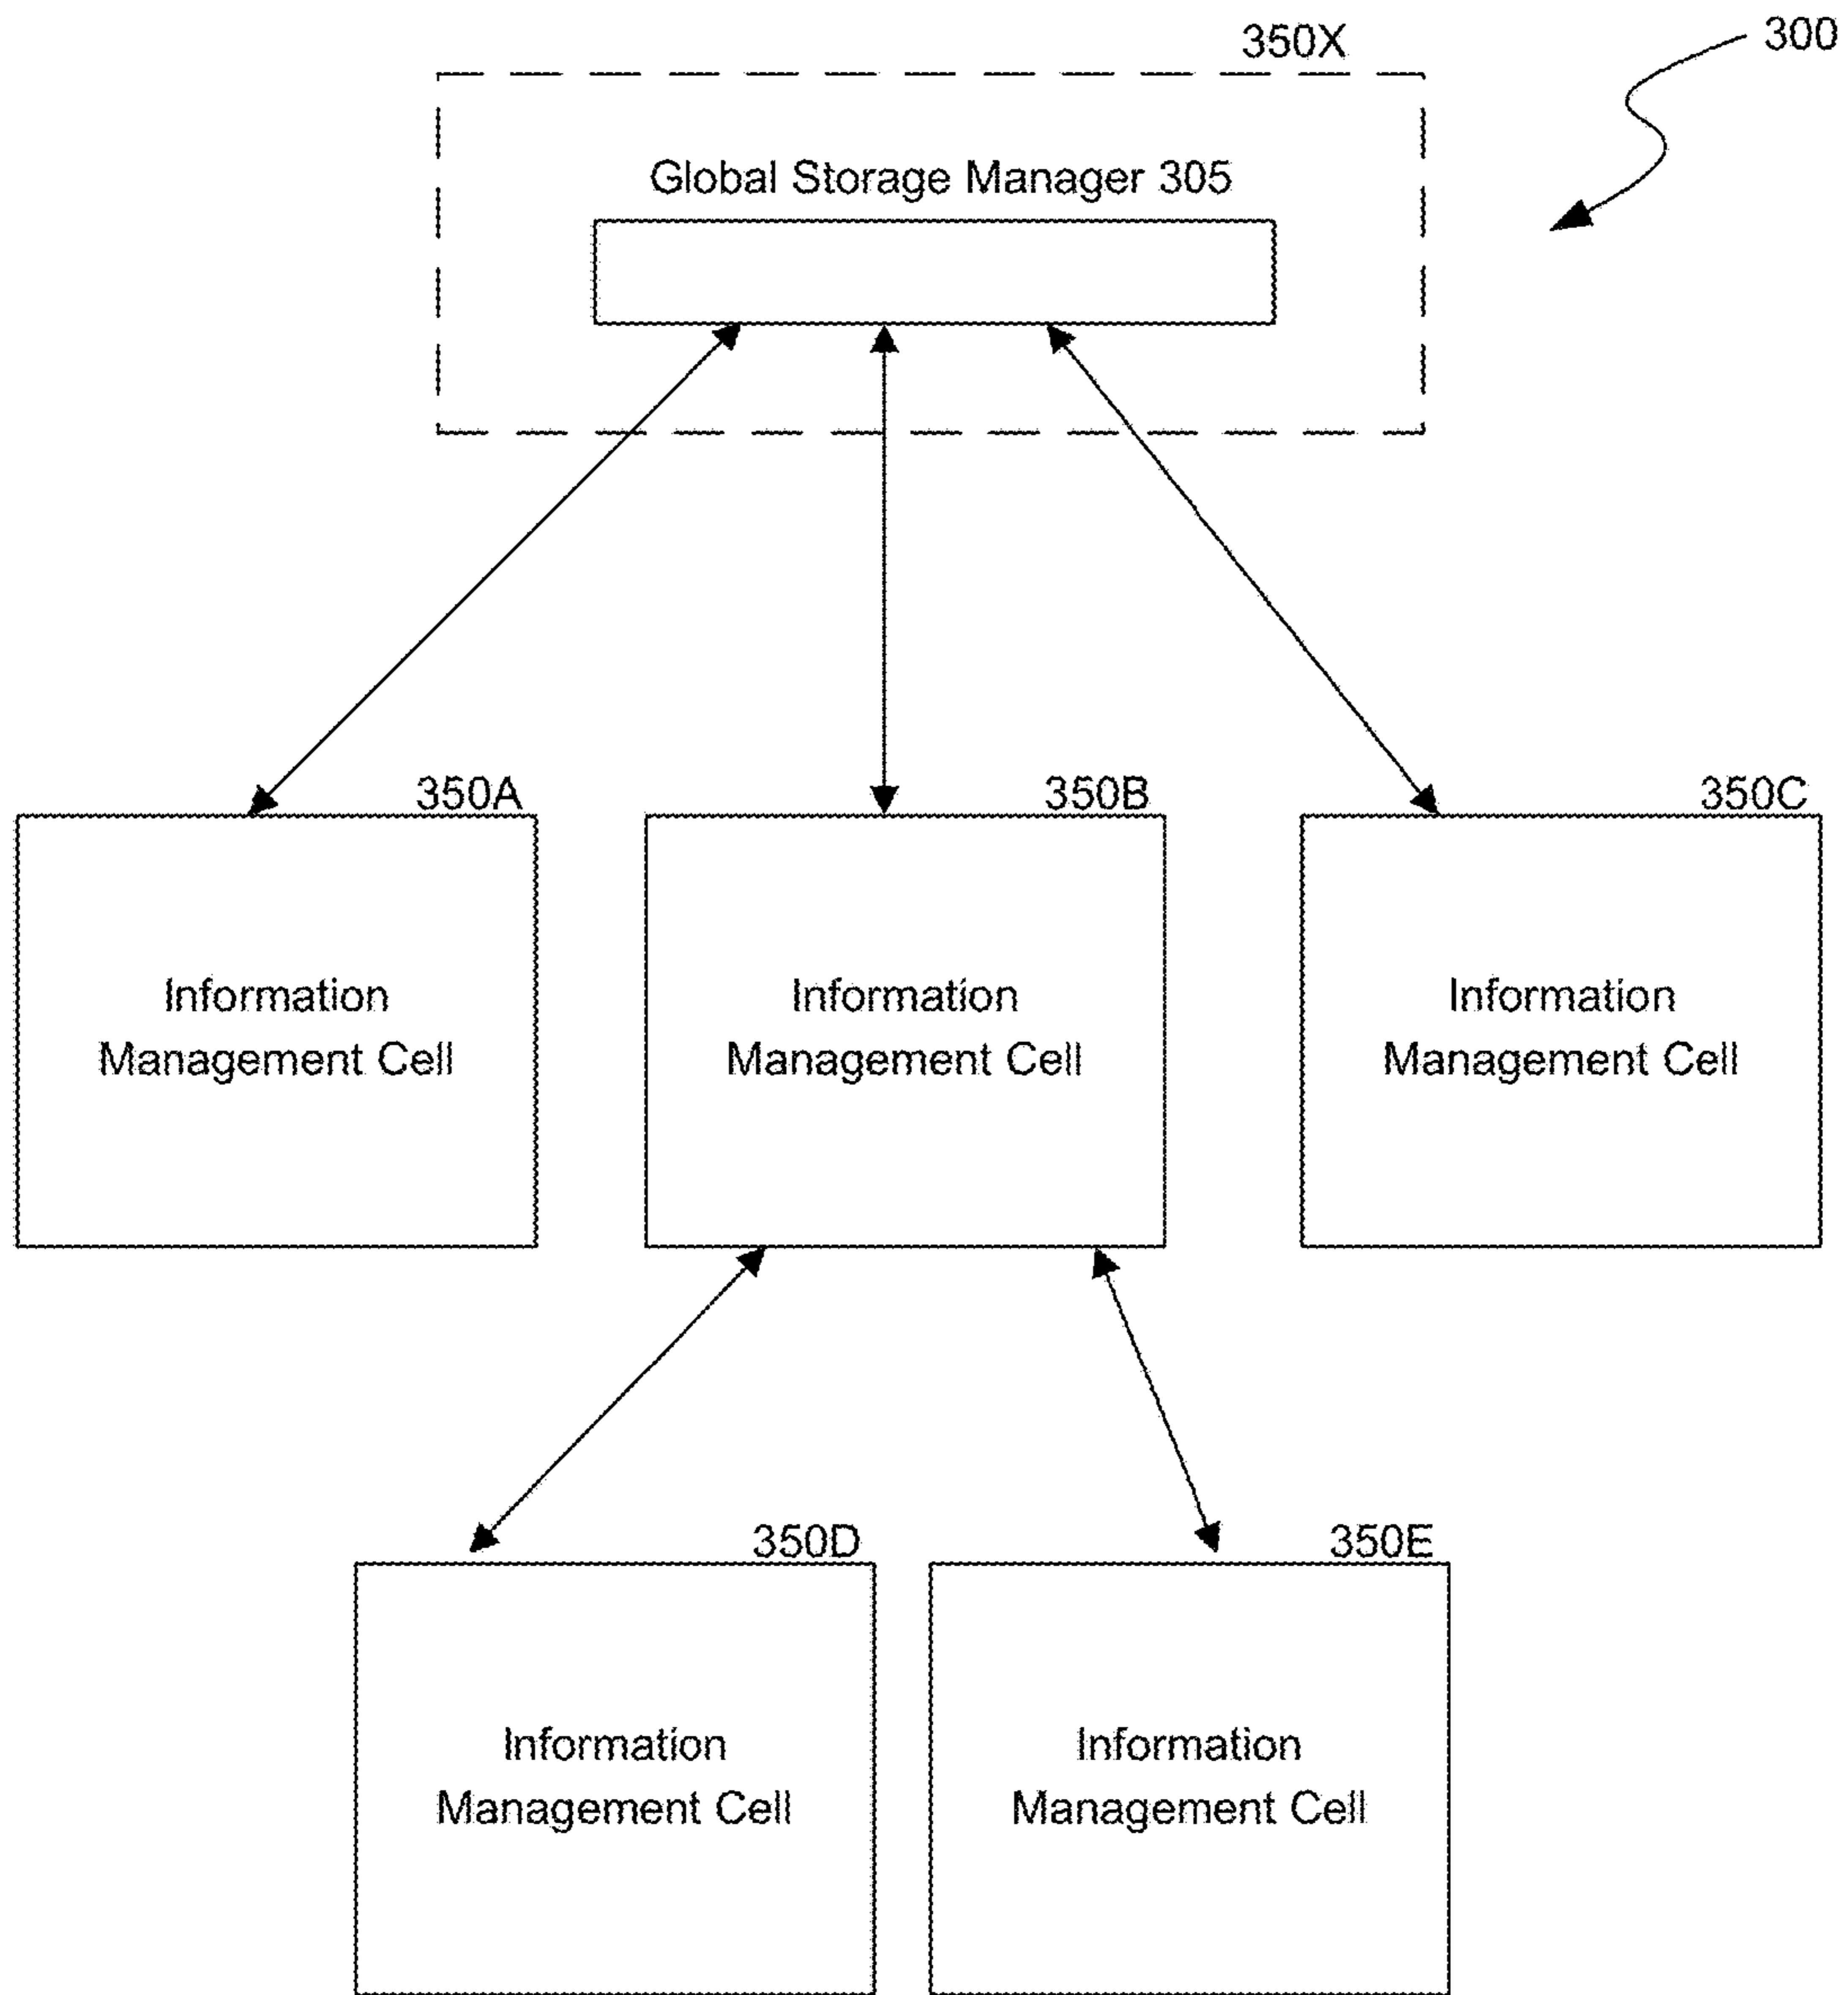 350X
300
Global Storage Manager 305
350A
350B
350C
Information
Management Cell
Information
Management Cell
Information
Management Cell
350D
350E
Information
Management Cell
Information
Management Cell